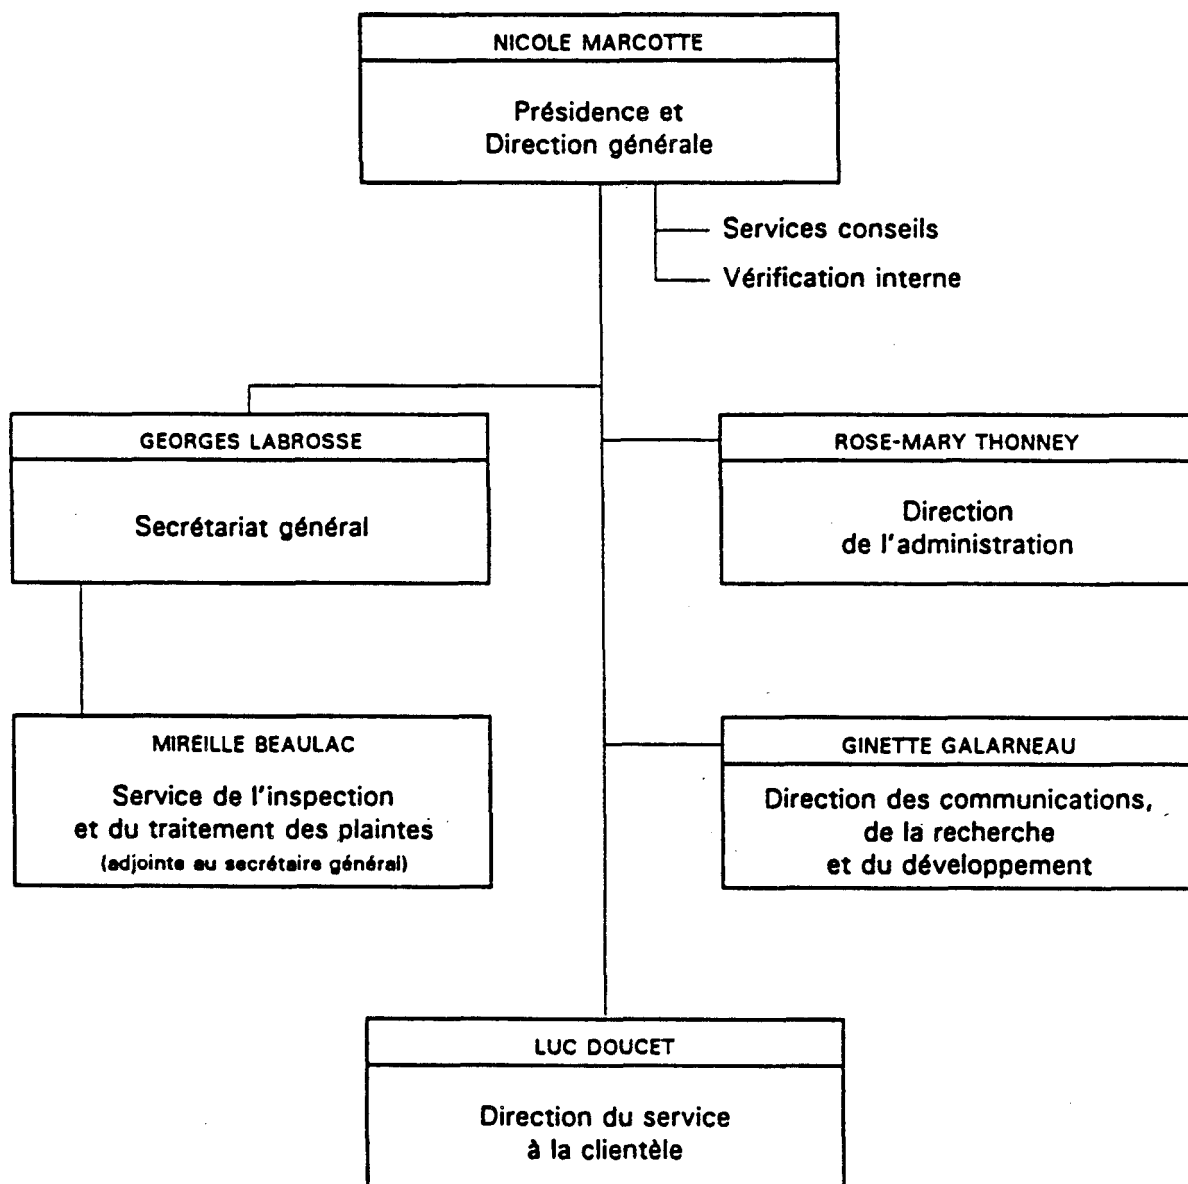 NICOLE MARCOTTE
Présidence et
Direction générale
Services conseils
Vérification interne
GEORGES LABROSSE
Secrétariat général
ROSE-MARY THONNEY
Direction
de l'administration
MIREILLE BEAULAC
Service de l'inspection
et du traitement des plaintes
(adjointe au secrétaire général)
GINETTE GALARNEAU
Direction des communications,
de la recherche
et du développement
LUC DOUCET
Direction du service
à la clientèle